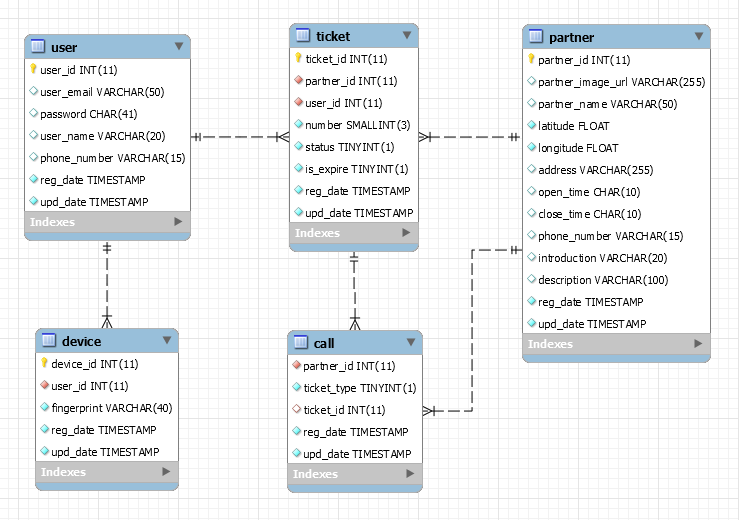 user
user_id INT(11)
user_email VARCHAR(50)
password CHAR(41)
user_name VARCHAR(20)
phone_number VARCHAR(15)
reg_date TIMESTAMP
upd_date TIMESTAMP
Indexes
ticket
ticket_id INT(11)
partner_id INT(11)
user_id INT(11)
number SMALLINT(3)
status TINYINT(1)
is_expire TINYINT(1)
reg_date TIMESTAMP
upd_date TIMESTAMP
Indexes
partner
partner_id INT(11)
partner_image_url VARCHAR(255)
partner_name VARCHAR(50)
latitude FLOAT
longitude FLOAT
address VARCHAR(255)
open_time CHAR(10)
close_time CHAR(10)
phone_number VARCHAR(15)
introduction VARCHAR(20)
description VARCHAR(100)
reg_date TIMESTAMP
upd_date TIMESTAMP
Indexes
device
device_id INT(11)
user_id INT(11)
fingerprint VARCHAR(40)
reg_date TIMESTAMP
upd_date TIMESTAMP
Indexes
call
partner_id INT(11)
ticket_type TINYINT(1)
ticket_id INT(11)
reg_date TIMESTAMP
upd_date TIMESTAMP
Indexes